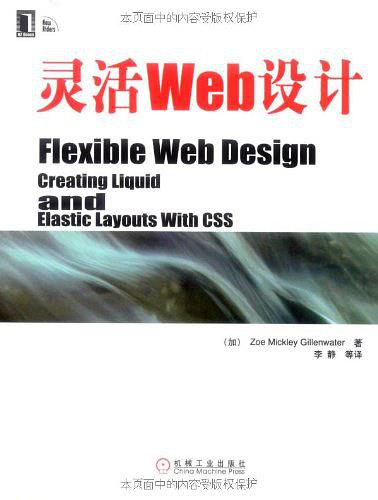 本页面中的内容受版权保护
New Riders
灵活Web设计
Flexible Web Design
Creating Liquid
and
Elastic Layouts With CSS
（加） Zoe Mickley Gillenwater 著
李静 等译
机械工业出版社
China Machine Press
本页面中的内容受版权保护